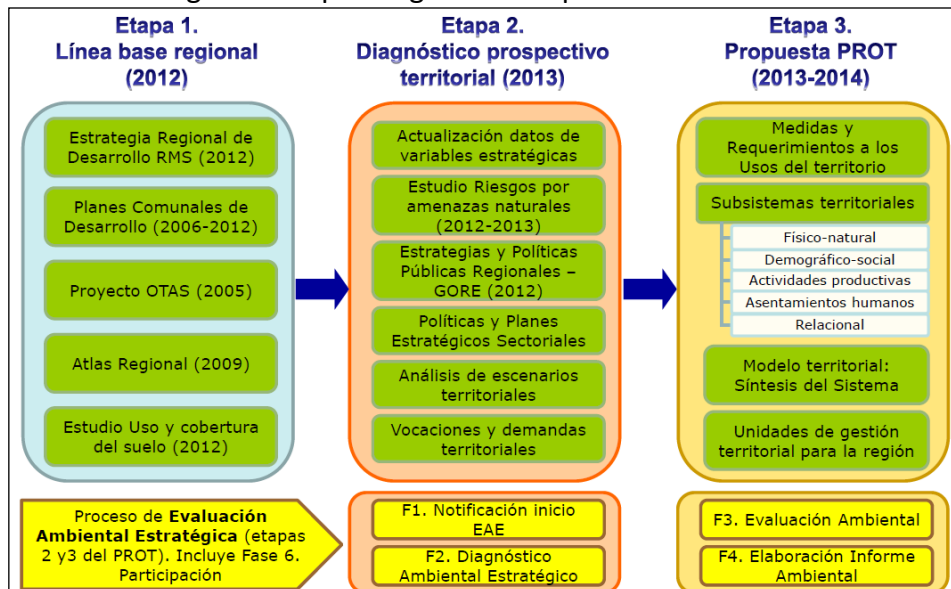 Etapa 1.
Línea base regional
(2012)
Estrategia Regional de
Desarrollo RMS (2012)
Planes Comunales de
Desarrollo (2006-2012)
Proyecto OTAS (2005)
Atlas Regional (2009)
Estudio Uso y cobertura
del suelo (2012)
Proceso de Evaluación
Ambiental Estratégica (etapas
2 y3 del PROT). Incluye Fase 6.
Participación
Etapa 2.
Diagnóstico prospectivo
territorial (2013)
Actualización datos de
variables estratégicas
Estudio Riesgos por
amenazas naturales
(2012-2013)
Estrategias y Políticas
Públicas Regionales –
GORE (2012)
Políticas y Planes
Estratégicos Sectoriales
Análisis de escenarios
territoriales
Vocaciones y demandas
territoriales
F1. Notificación inicio
EAE
F2. Diagnóstico
Ambiental Estratégico
Etapa 3.
Propuesta PROT
(2013-2014)
Medidas y
Requerimientos a los
Usos del territorio
Subsistemas territoriales
Físico-natural
Demográfico-social
Actividades productivas
Asentamientos humanos
Relacional
Modelo territorial:
Síntesis del Sistema
Unidades de gestión
territorial para la región
F3. Evaluación Ambiental
F4. Elaboración Informe
Ambiental